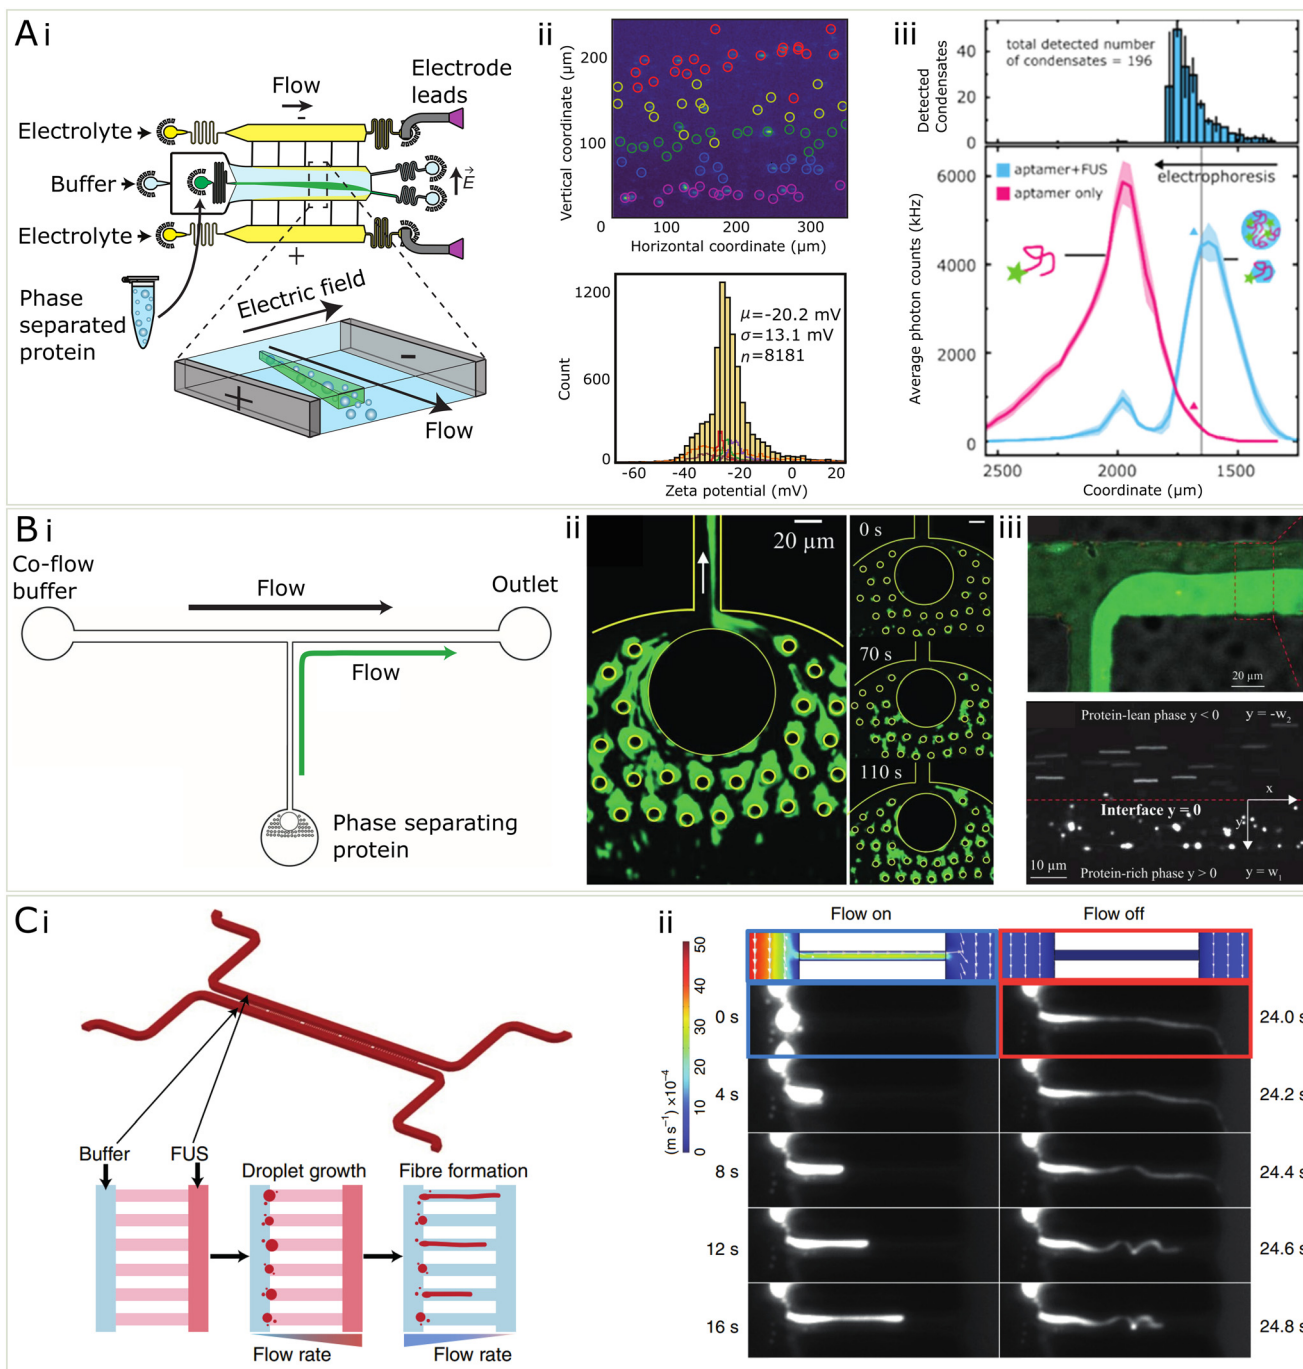 A i
Flow
-
Electrode
leads
Electrolyte
Buffer
E
Electrolyte
+
Phase
separated
protein
Electric field
-
+
Flow
ii
Vertical coordinate (µm)
200
100
0
0
100
200
300
Horizontal coordinate (µm)
Count
1200
600
0
µ=-20.2 mV
σ=13.1 mV
n=8181
-60
-40
-20
0
20
Zeta potential (mV)
iii
Detected
Condensates
40
20
0
total detected number
of condensates = 196
Average photon counts (kHz)
6000
4000
2000
0
aptamer+FUS
aptamer only
electrophoresis
2500
2000
1500
Coordinate (µm)
B i
Co-flow
buffer
Flow
Outlet
Flow
Phase separating
protein
ii
20 µm
0 s
70 s
110 s
iii
20 µm
Protein-lean phase y < 0
y = -w2
x
Interface y = 0
y
10 µm
Protein-rich phase y > 0
y = w1
C i
Buffer
FUS
Droplet growth
Fibre formation
Flow rate
Flow rate
ii
Flow on
Flow off
50
40
30
20
10
0
(m s⁻¹) ×10⁻⁴
0 s
24.0 s
4 s
24.2 s
8 s
24.4 s
12 s
24.6 s
16 s
24.8 s